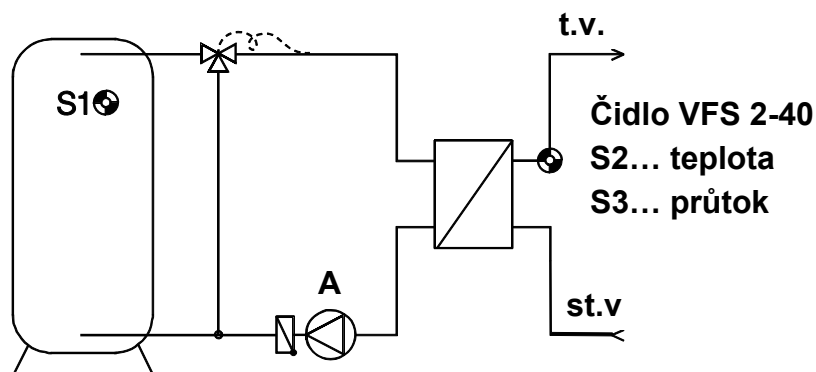 t.v.
S1
Čidlo VFS 2-40
S2... teplota
S3... průtok
A
st.v